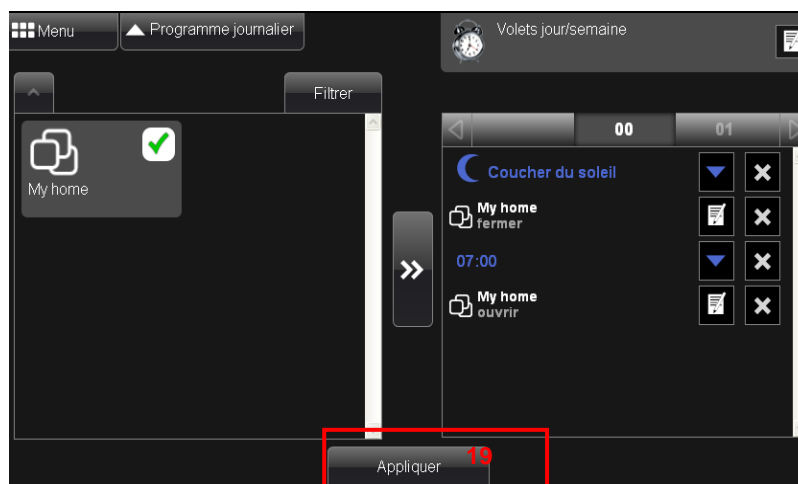 Menu
Programme journalier
Volets jour/semaine
Filtrer
My home
00
01
Coucher du soleil
My home
fermer
07:00
My home
ouvrir
Appliquer
19